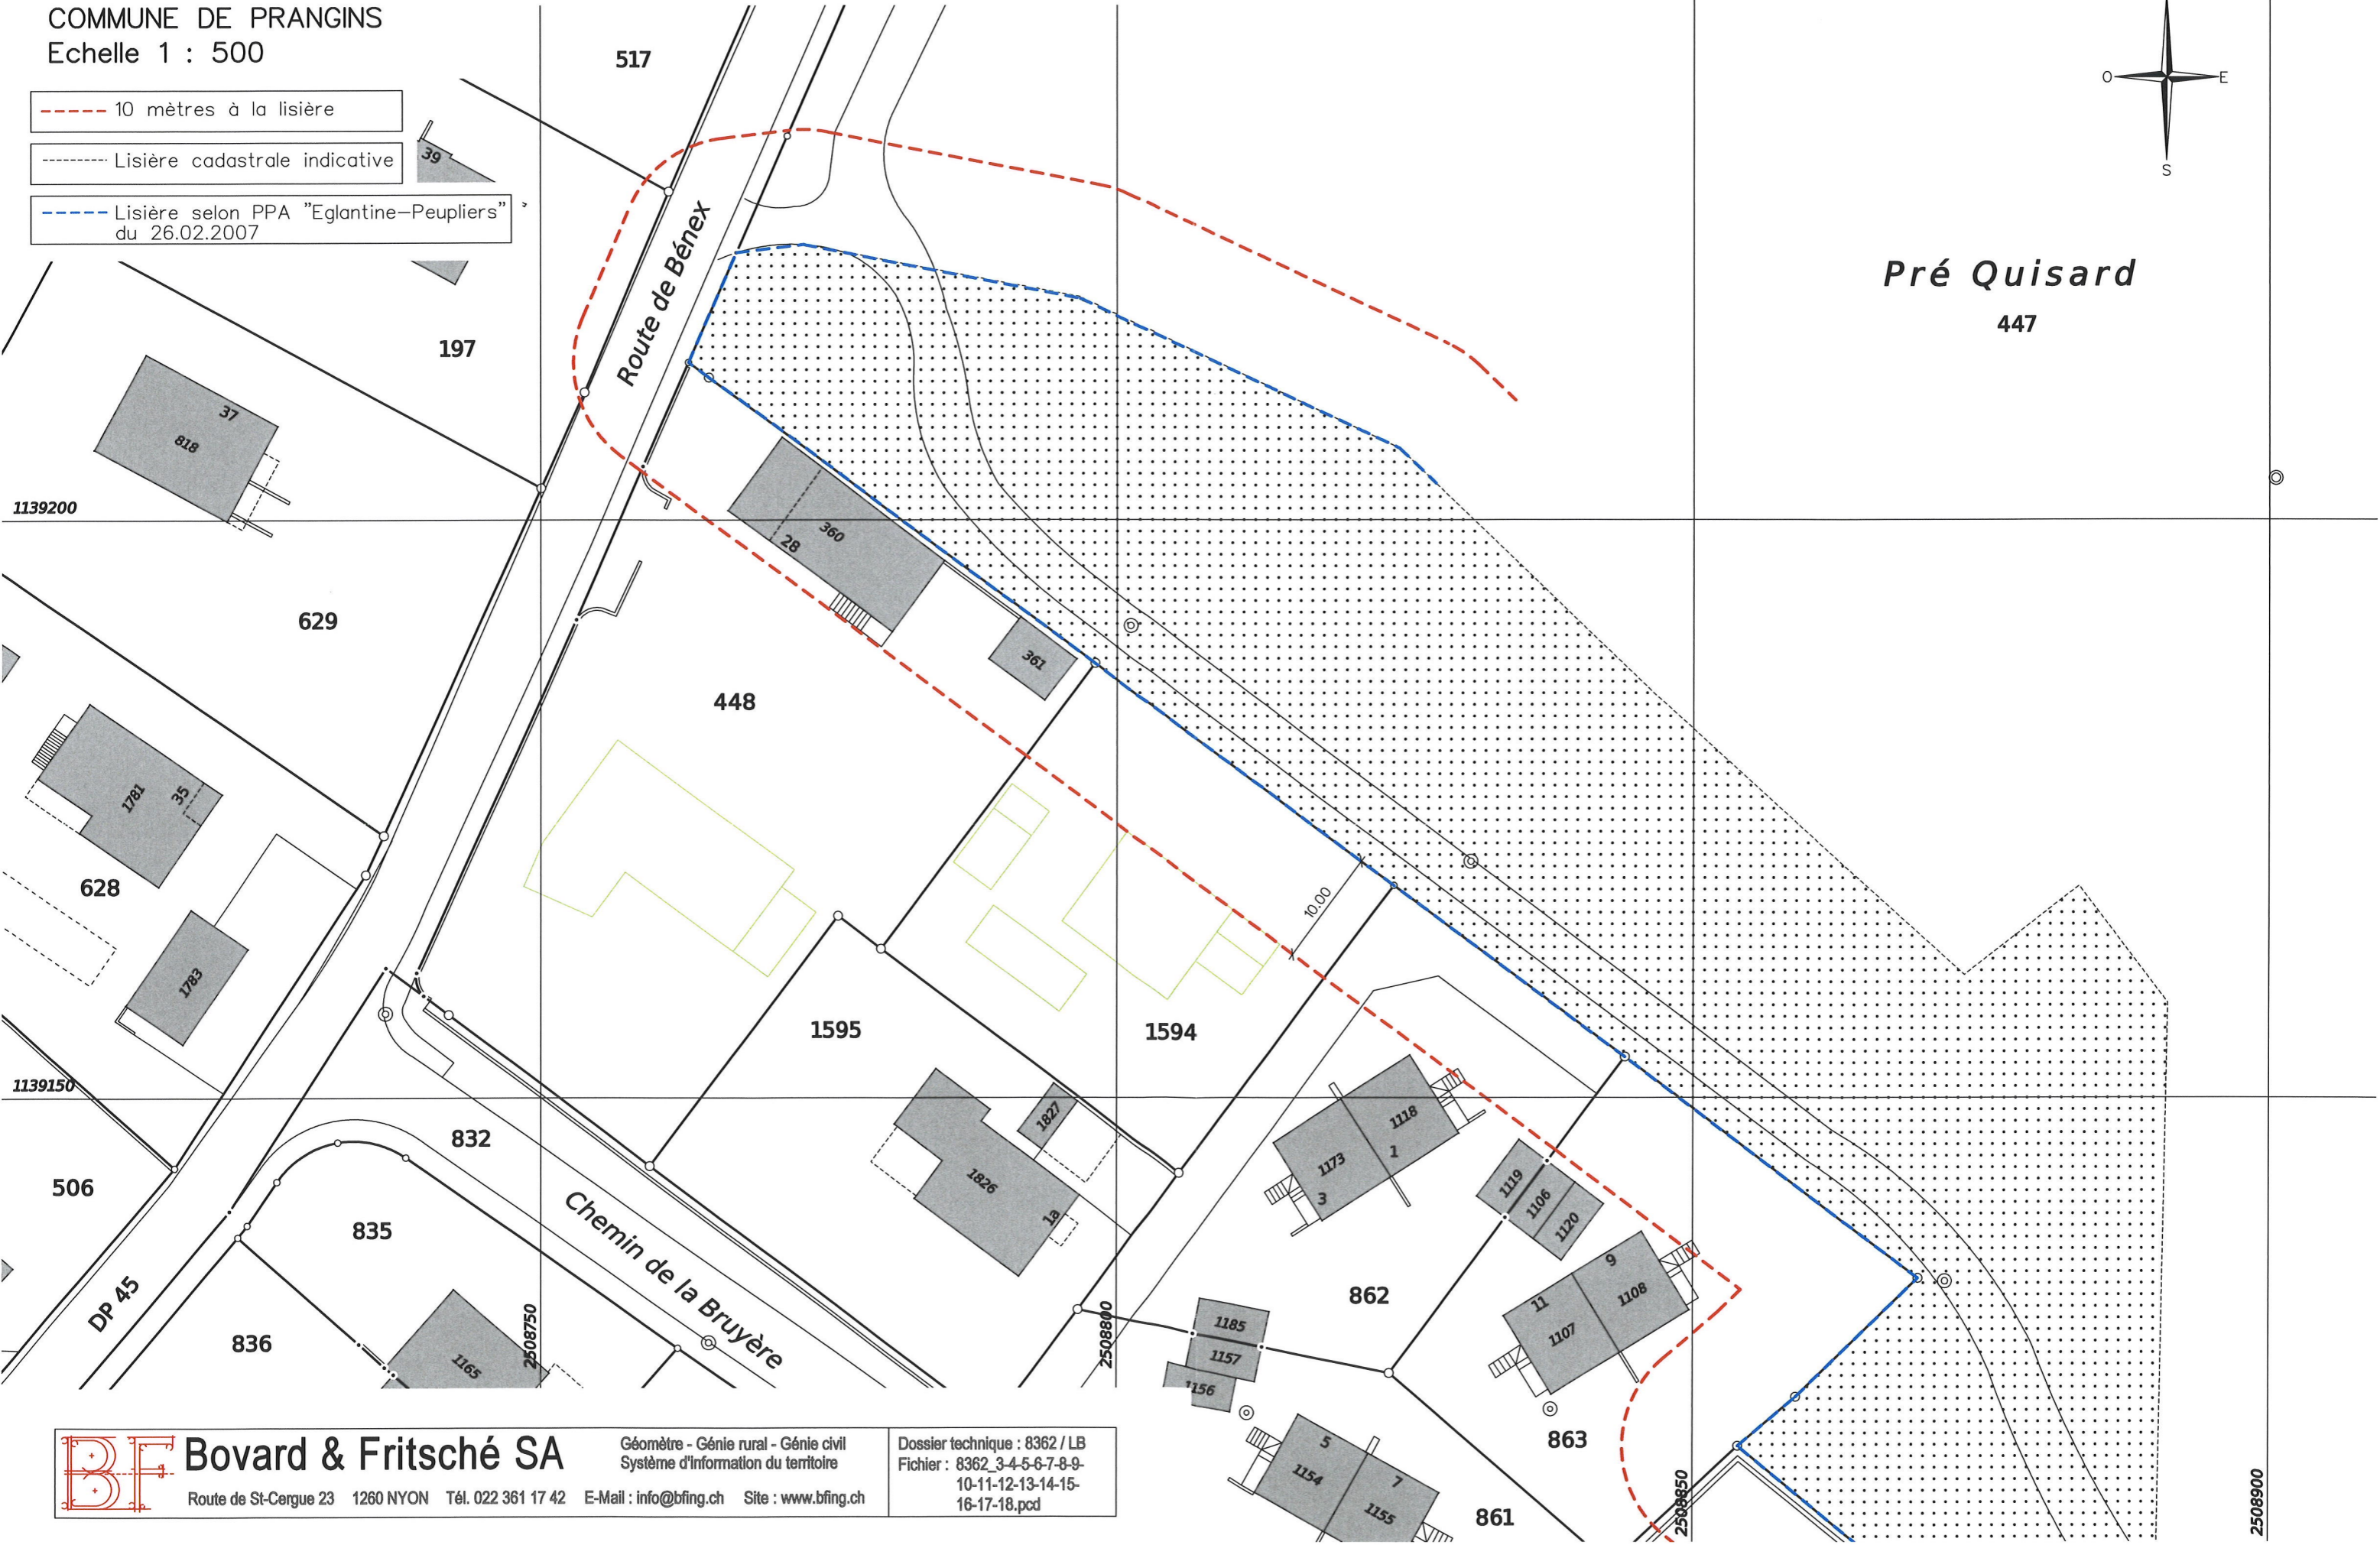 COMMUNE DE PRANGINS
Echelle 1 : 500
10 mètres à la lisière
Lisière cadastrale indicative
Lisière selon PPA "Eglantine-Peupliers"
du 26.02.2007
39
517
O
E
S
Pré Quisard
447
197
Route de Bénex
37
818
1139200
360
28
629
361
448
1781
35
628
1783
10.00
1595
1594
1139150
1827
1118
1
1173
3
1826
1a
832
506
835
Chemin de la Bruyère
DP 45
836
1165
2508750
2508800
1119
1106
1120
862
9
11
1108
1107
1185
1157
1156
863
5
7
1154
1155
861
2508850
2508900
BF
Bovard & Fritsché SA
Géomètre - Génie rural - Génie civil
Système d'information du territoire
Route de St-Cergue 23 1260 NYON Tél. 022 361 17 42 E-Mail : info@bfing.ch Site : www.bfing.ch
Dossier technique : 8362 / LB
Fichier : 8362_3-4-5-6-7-8-9-
10-11-12-13-14-15-
16-17-18.pcd